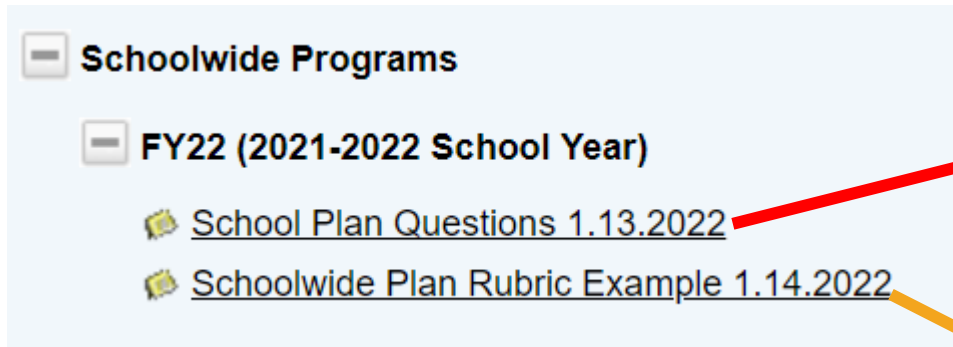 Schoolwide Programs
FY22 (2021-2022 School Year)
School Plan Questions 1.13.2022
Schoolwide Plan Rubric Example 1.14.2022